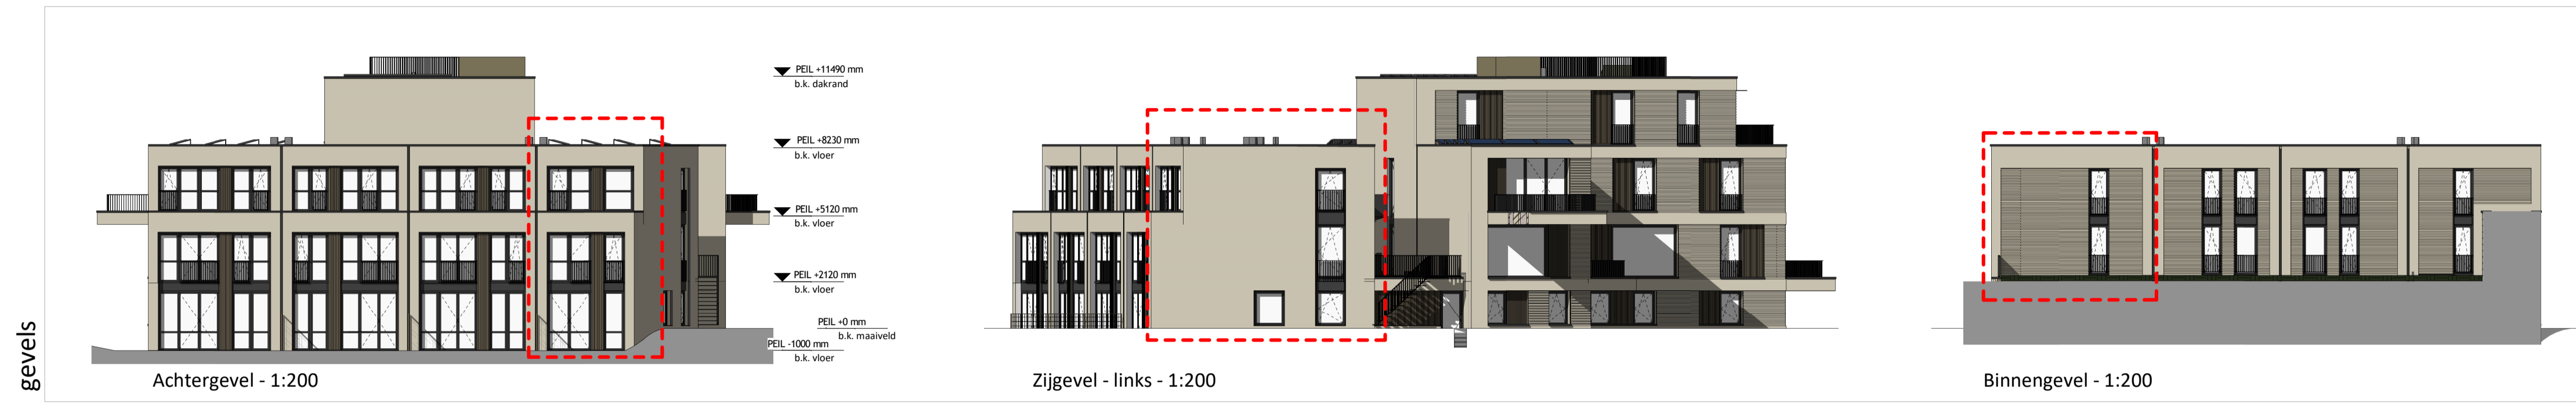 gevels
PEIL +11490 mm
b.k. dakrand
PEIL +8230 mm
b.k. vloer
PEIL +5120 mm
b.k. vloer
PEIL +2120 mm
b.k. vloer
PEIL +0 mm
b.k. maaiveld
PEIL -1000 mm
b.k. vloer
Achtergevel - 1:200
Zijgevel - links - 1:200
Binnengevel - 1:200